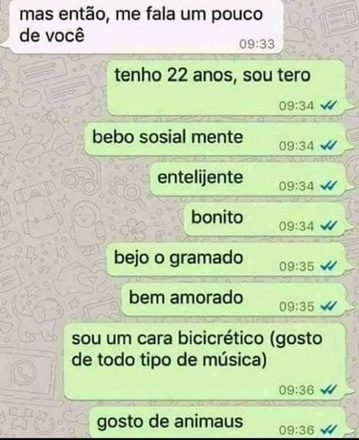 mas então, me fala um pouco
de você
09:33
tenho 22 anos, sou tero
09:34
bebo sosial mente
09:34
entelijente
09:34
bonito
09:34
bejo o gramado
09:35
bem amorado
09:35
sou um cara bicicrético (gosto
de todo tipo de música)
09:36
gosto de animaus
09:36